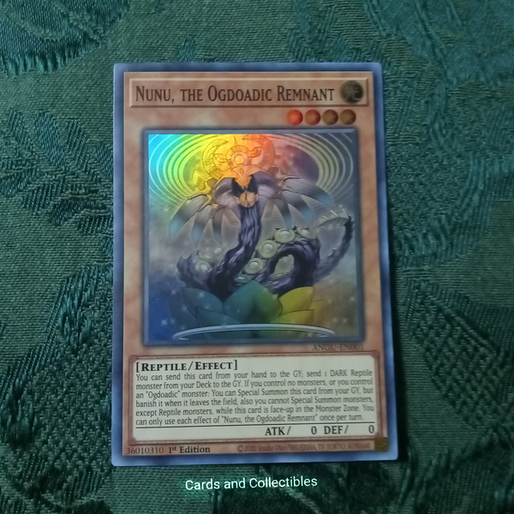 NUNU, THE OGDOADIC REMNANT
ANGU-EN001
[REPTILE/EFFECT]
You can send this card from your hand to the GY; send 1 DARK Reptile
monster from your Deck to the GY. If you control no monsters, or you control
an "Ogdoadic" monster: You can Special Summon this card from your GY, but
banish it when it leaves the field, also you cannot Special Summon monsters,
except Reptile monsters, while this card is face-up in the Monster Zone. You
can only use each effect of "Nunu, the Ogdoadic Remnant" once per turn.
ATK/ 0 DEF/ 0
36010310 1st Edition
Cards and Collectibles